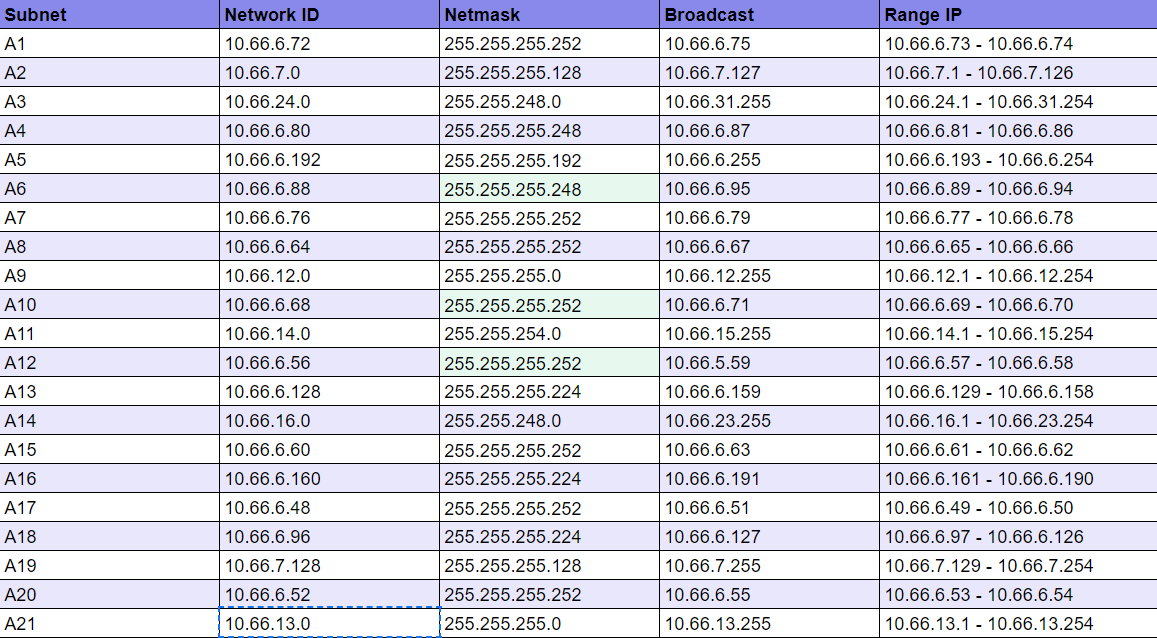 Subnet Network ID Netmask Broadcast Range IP
A1 10.66.6.72 255.255.255.252 10.66.6.75 10.66.6.73 - 10.66.6.74
A2 10.66.7.0 255.255.255.128 10.66.7.127 10.66.7.1 - 10.66.7.126
A3 10.66.24.0 255.255.248.0 10.66.31.255 10.66.24.1 - 10.66.31.254
A4 10.66.6.80 255.255.255.248 10.66.6.87 10.66.6.81 - 10.66.6.86
A5 10.66.6.192 255.255.255.192 10.66.6.255 10.66.6.193 - 10.66.6.254
A6 10.66.6.88 255.255.255.248 10.66.6.95 10.66.6.89 - 10.66.6.94
A7 10.66.6.76 255.255.255.252 10.66.6.79 10.66.6.77 - 10.66.6.78
A8 10.66.6.64 255.255.255.252 10.66.6.67 10.66.6.65 - 10.66.6.66
A9 10.66.12.0 255.255.255.0 10.66.12.255 10.66.12.1 - 10.66.12.254
A10 10.66.6.68 255.255.255.252 10.66.6.71 10.66.6.69 - 10.66.6.70
A11 10.66.14.0 255.255.254.0 10.66.15.255 10.66.14.1 - 10.66.15.254
A12 10.66.6.56 255.255.255.252 10.66.5.59 10.66.6.57 - 10.66.6.58
A13 10.66.6.128 255.255.255.224 10.66.6.159 10.66.6.129 - 10.66.6.158
A14 10.66.16.0 255.255.248.0 10.66.23.255 10.66.16.1 - 10.66.23.254
A15 10.66.6.60 255.255.255.252 10.66.6.63 10.66.6.61 - 10.66.6.62
A16 10.66.6.160 255.255.255.224 10.66.6.191 10.66.6.161 - 10.66.6.190
A17 10.66.6.48 255.255.255.252 10.66.6.51 10.66.6.49 - 10.66.6.50
A18 10.66.6.96 255.255.255.224 10.66.6.127 10.66.6.97 - 10.66.6.126
A19 10.66.7.128 255.255.255.128 10.66.7.255 10.66.7.129 - 10.66.7.254
A20 10.66.6.52 255.255.255.252 10.66.6.55 10.66.6.53 - 10.66.6.54
A21 10.66.13.0 255.255.255.0 10.66.13.255 10.66.13.1 - 10.66.13.254